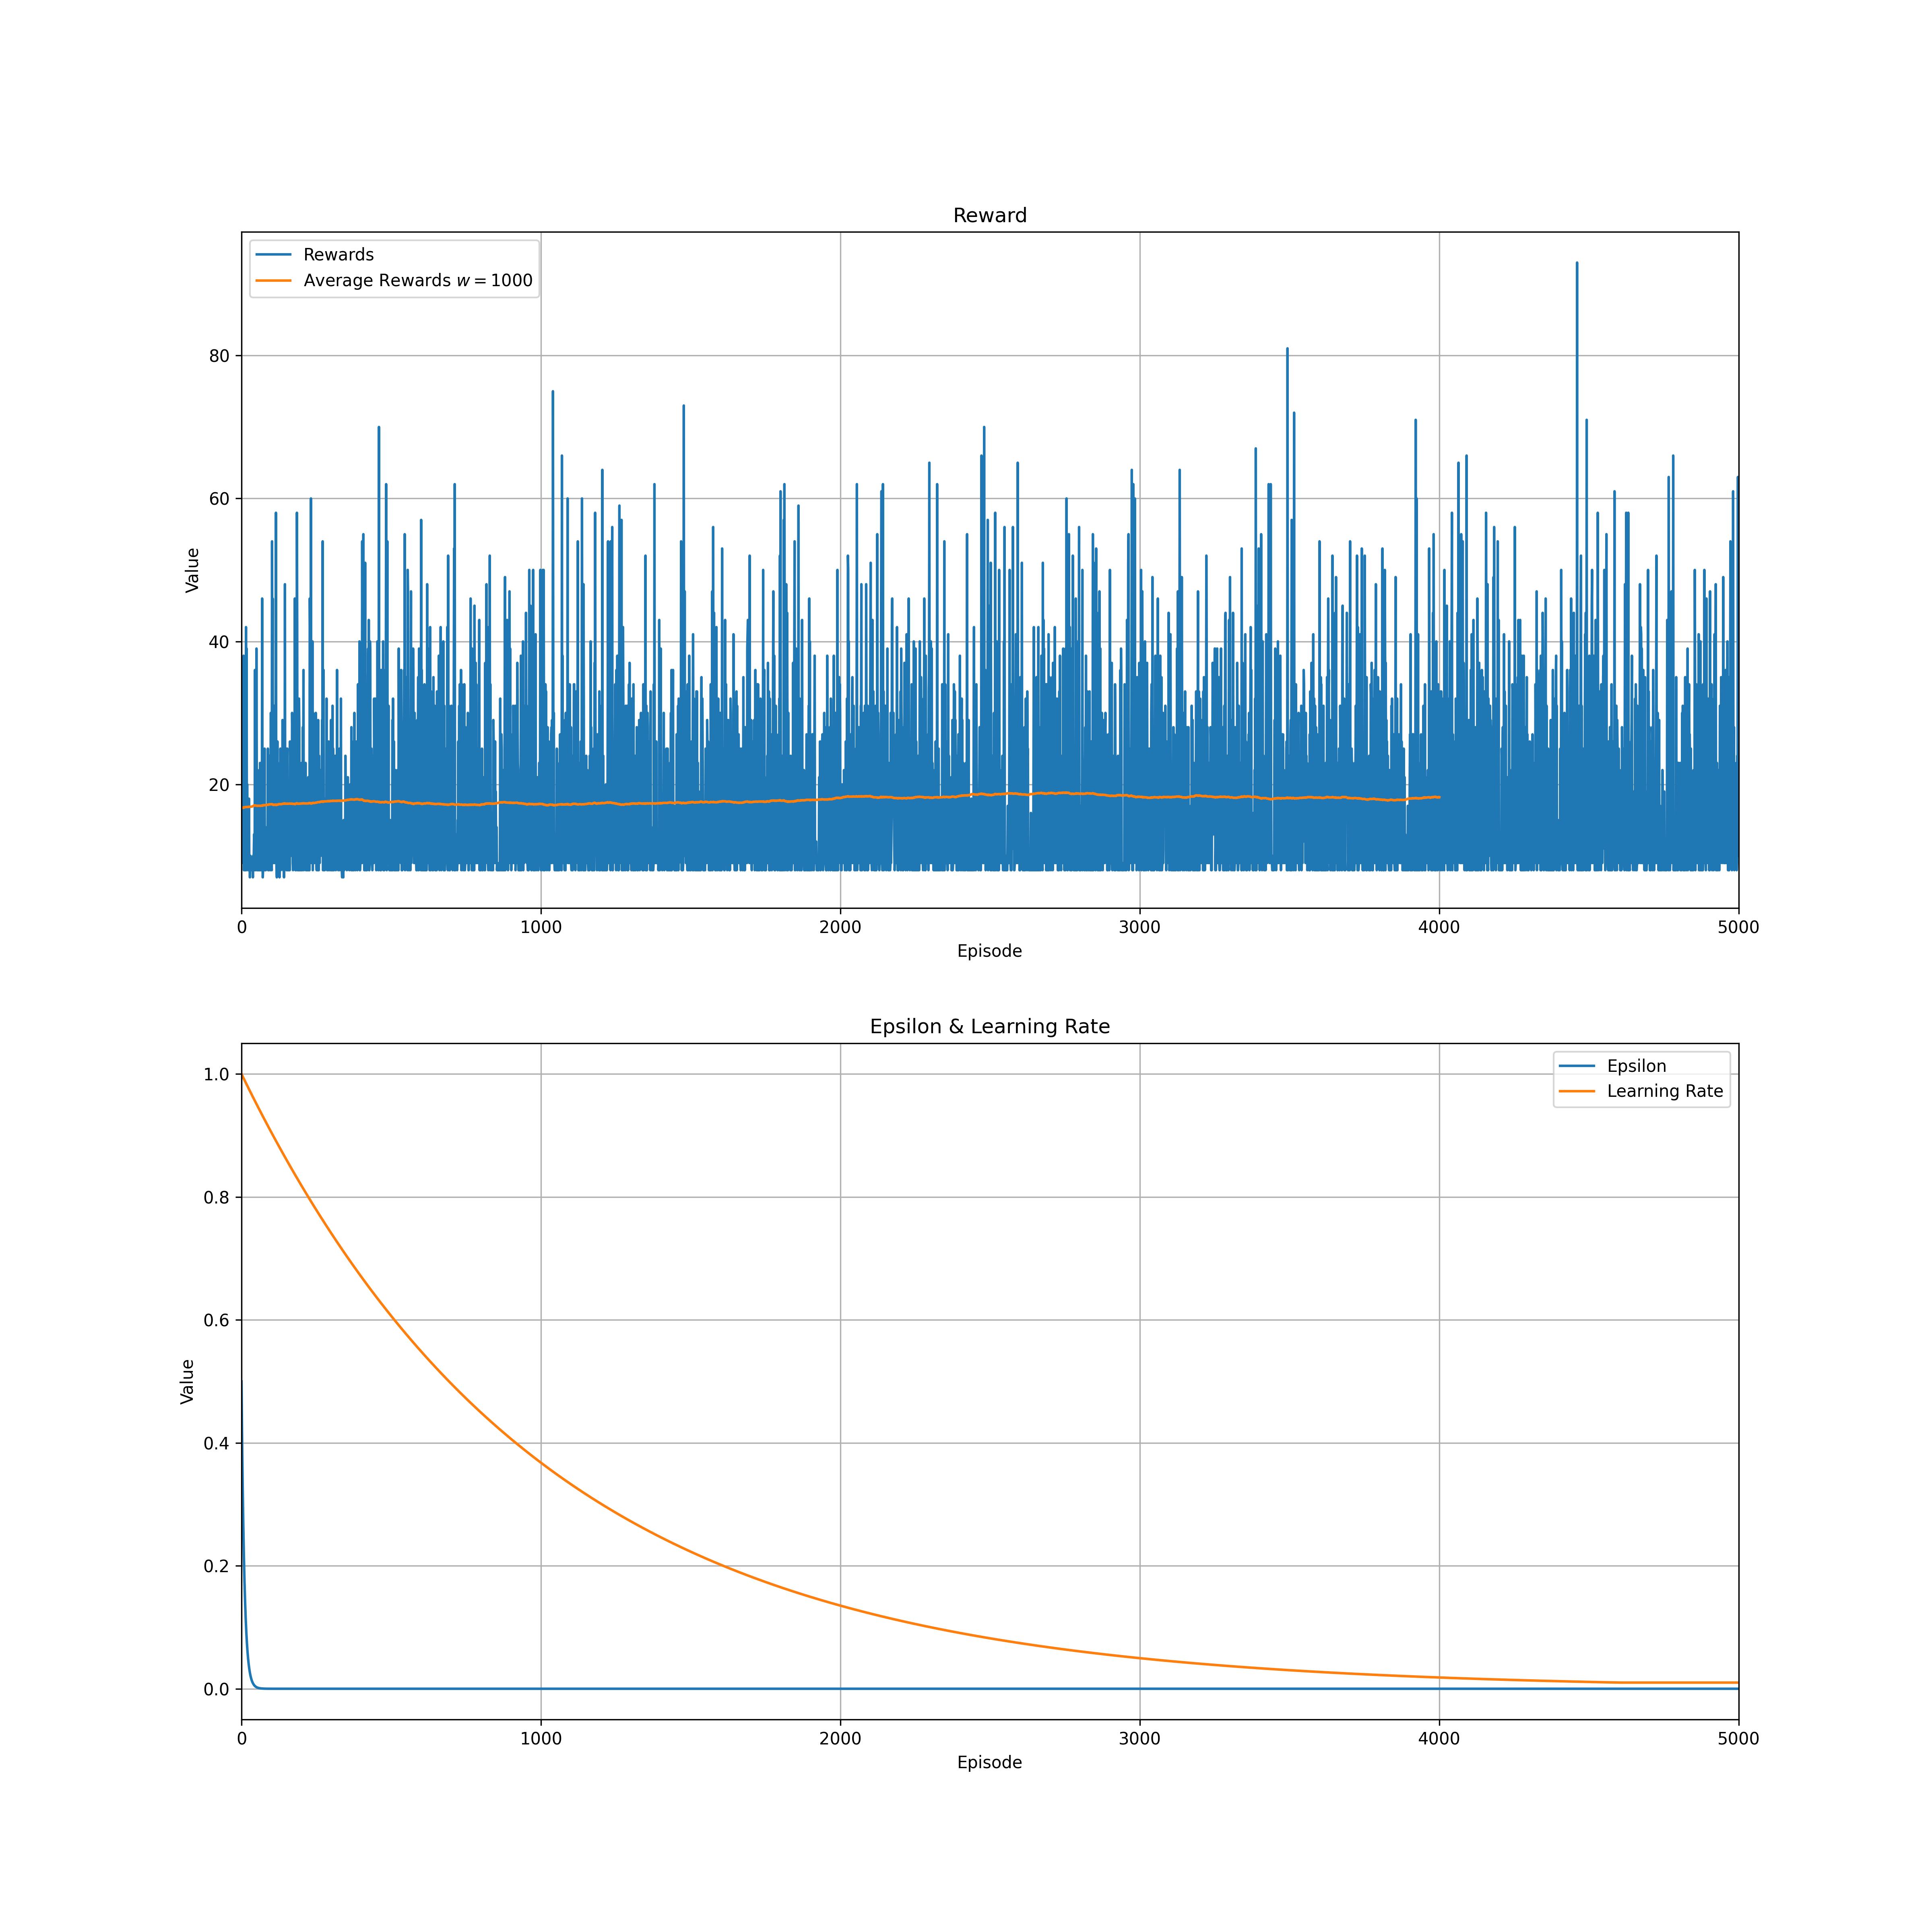 Reward
Rewards
Average Rewards w = 1000
80
60
40
20
Value
0 1000 2000 3000 4000 5000
Episode
Epsilon & Learning Rate
Epsilon
Learning Rate
1.0
0.8
0.6
0.4
0.2
0.0
Value
0 1000 2000 3000 4000 5000
Episode